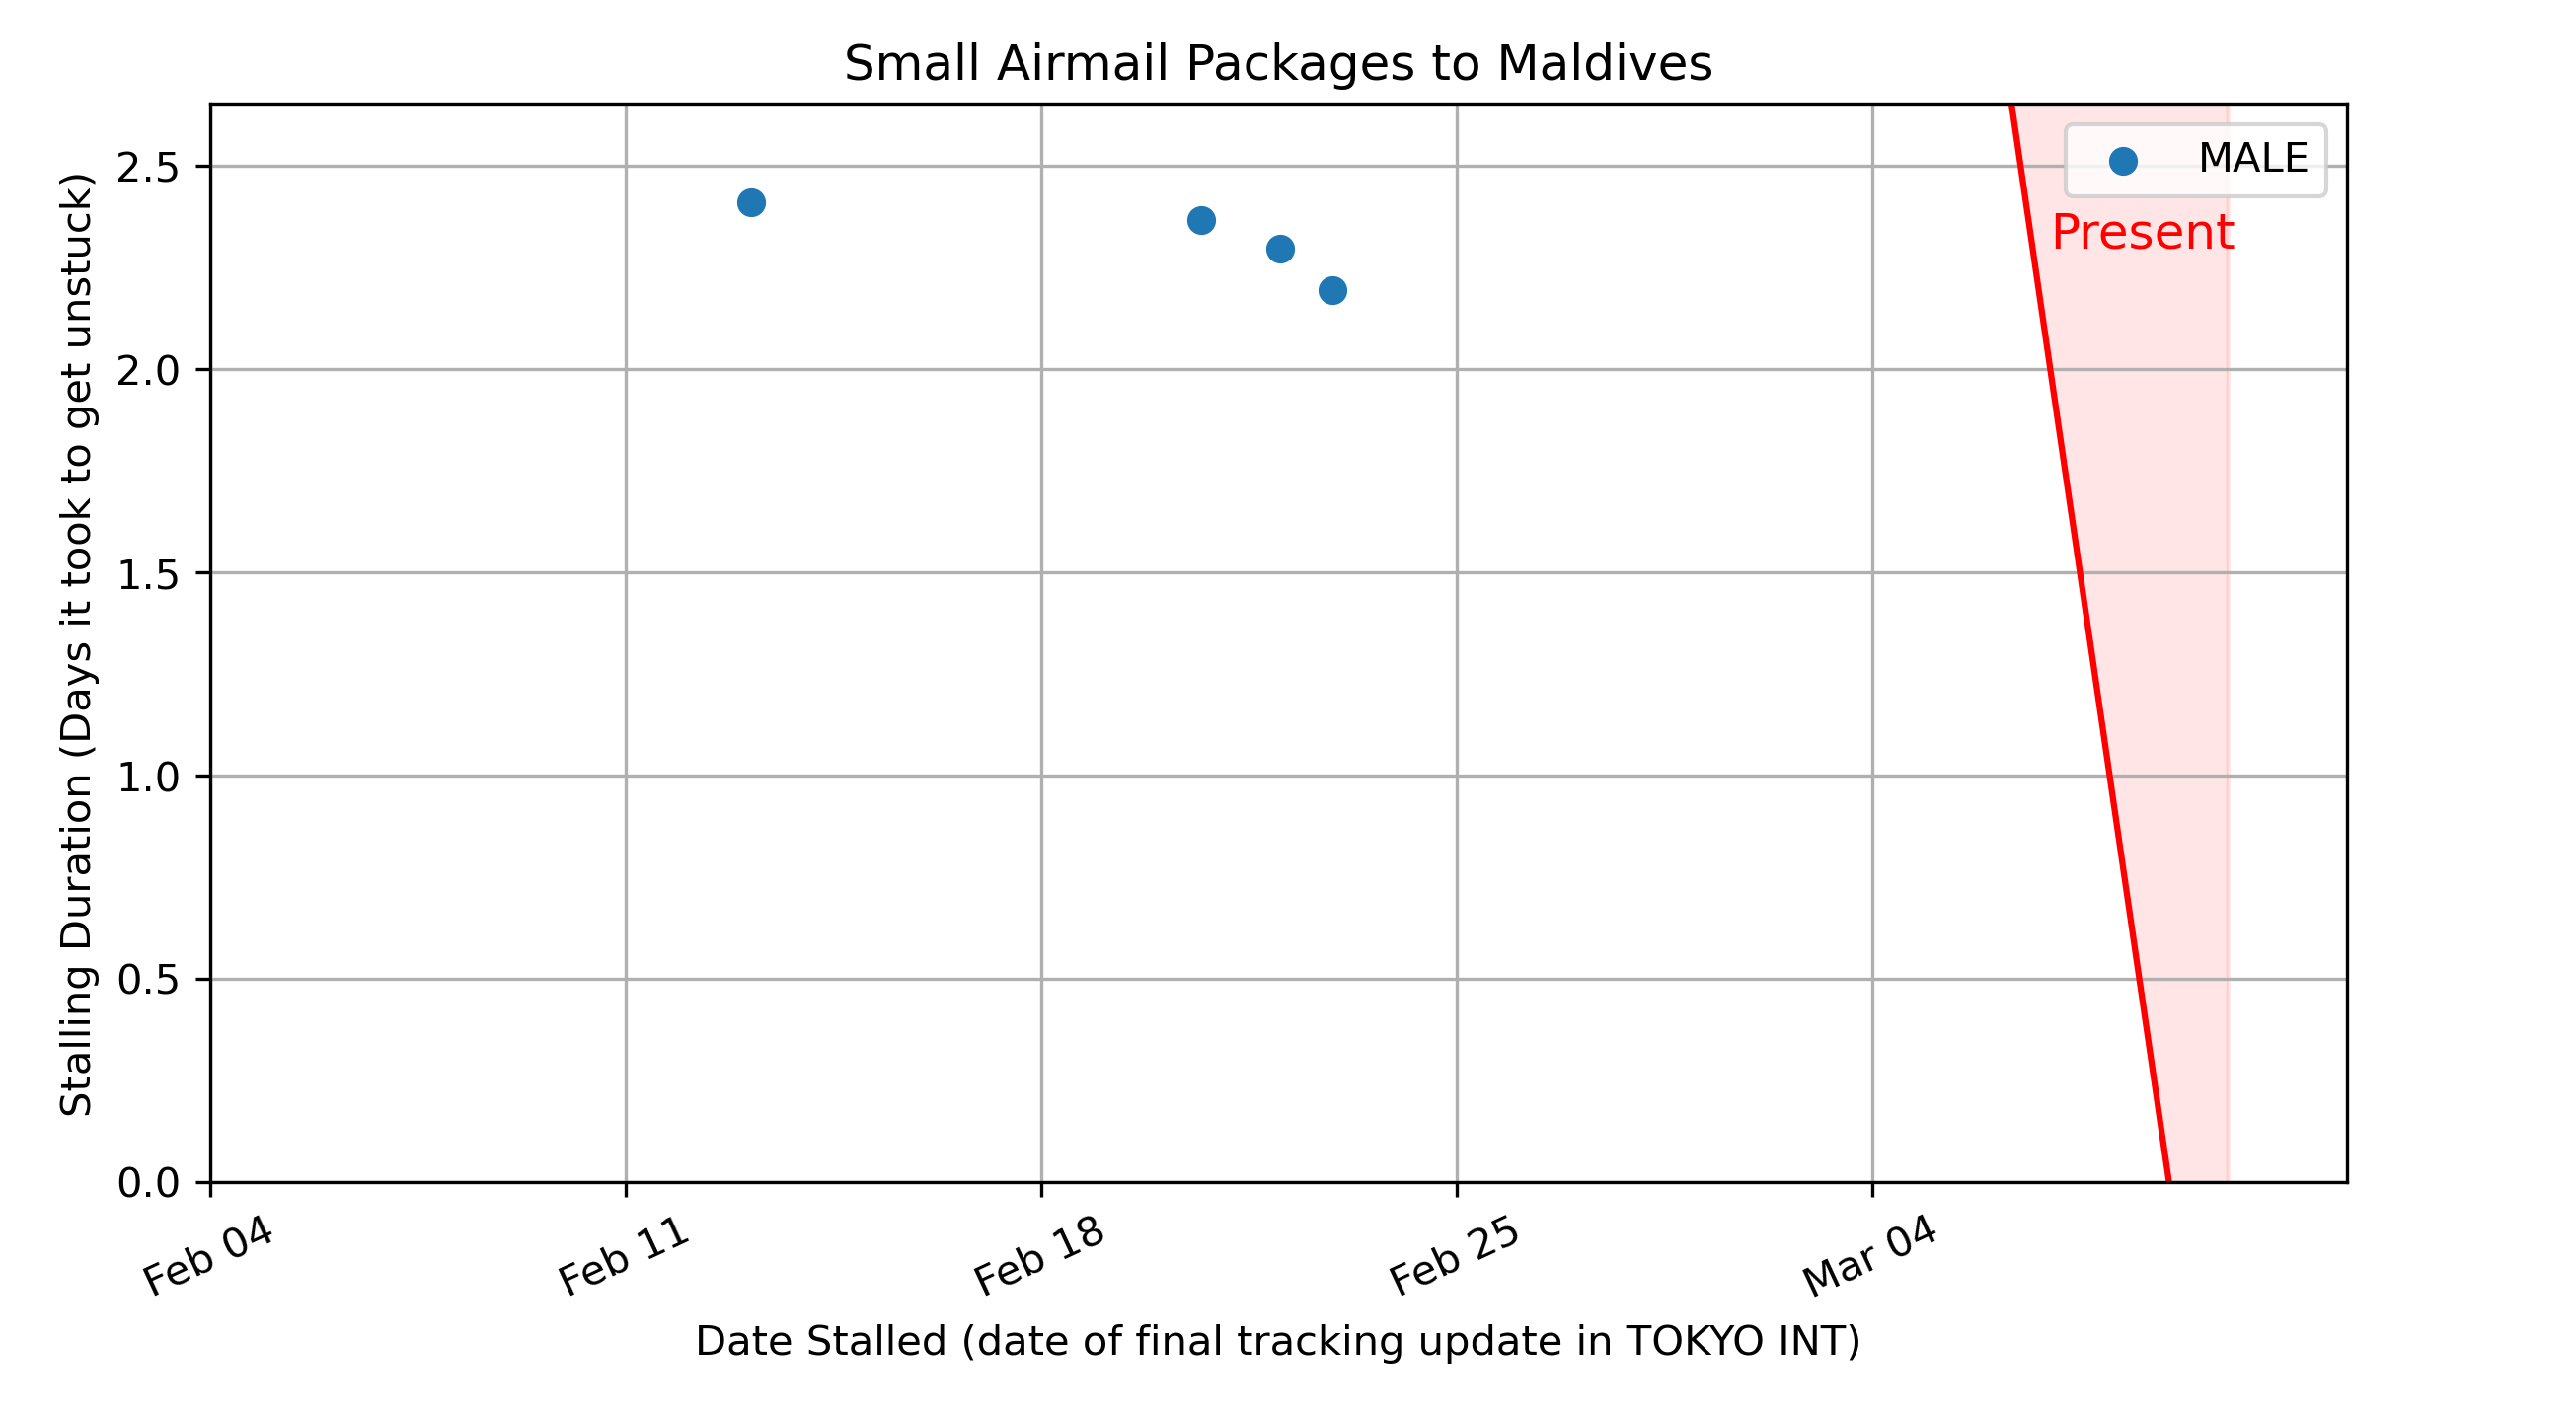 Small Airmail Packages to Maldives
MALE
Present
Stalling Duration (Days it took to get unstuck)
2.5
2.0
1.5
1.0
0.5
0.0
Feb 04
Feb 11
Feb 18
Feb 25
Mar 04
Date Stalled (date of final tracking update in TOKYO INT)